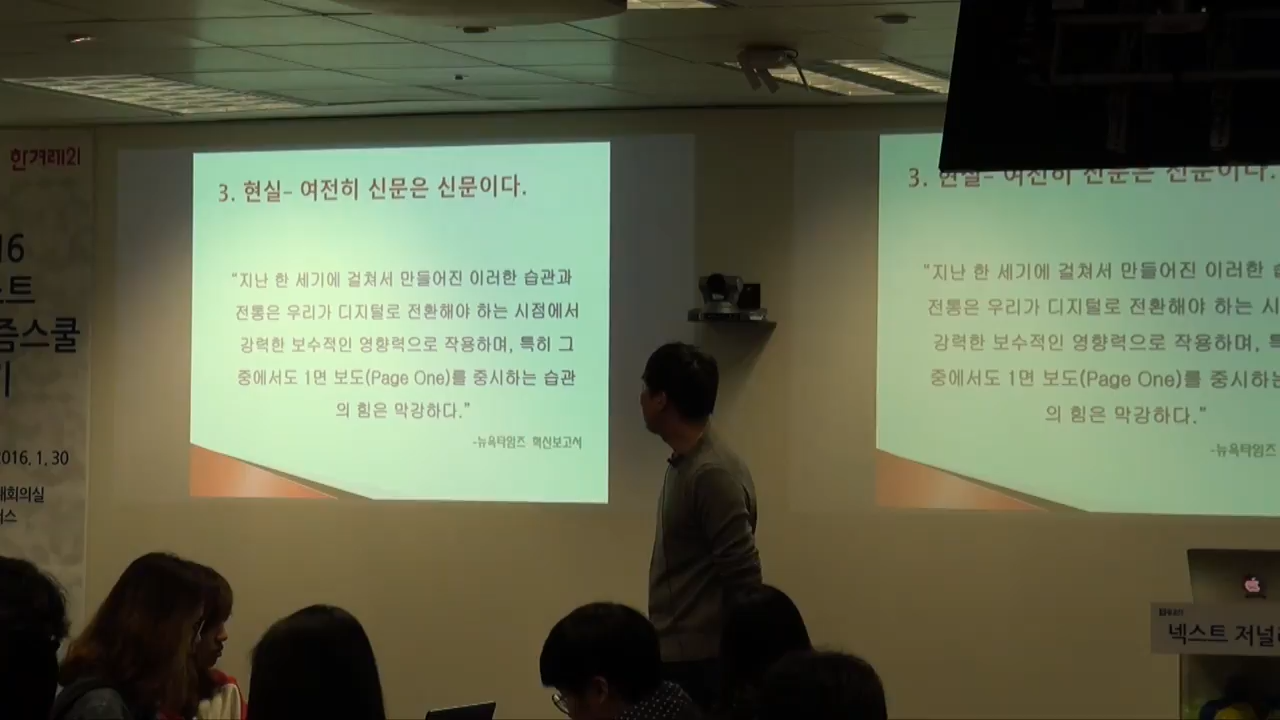 한겨레21
16
스트
즘스쿨
기
2016. 1. 30
대회의실
3. 현실– 여전히 신문은 신문이다.
“지난 한 세기에 걸쳐서 만들어진 이러한 습관과
전통은 우리가 디지털로 전환해야 하는 시점에서
강력한 보수적인 영향력으로 작용하며, 특히 그
중에서도 1면 보도(Page One)를 중시하는 습관
의 힘은 막강하다.”
-뉴욕타임즈 혁신보고서
3. 현실– 여전히 신문은 신문이다.
“지난 한 세기에 걸쳐서 만들어진 이러한 습
전통은 우리가 디지털로 전환해야 하는 시
강력한 보수적인 영향력으로 작용하며, 특
중에서도 1면 보도(Page One)를 중시하는
의 힘은 막강하다.”
-뉴욕타임즈
넥스트 저널